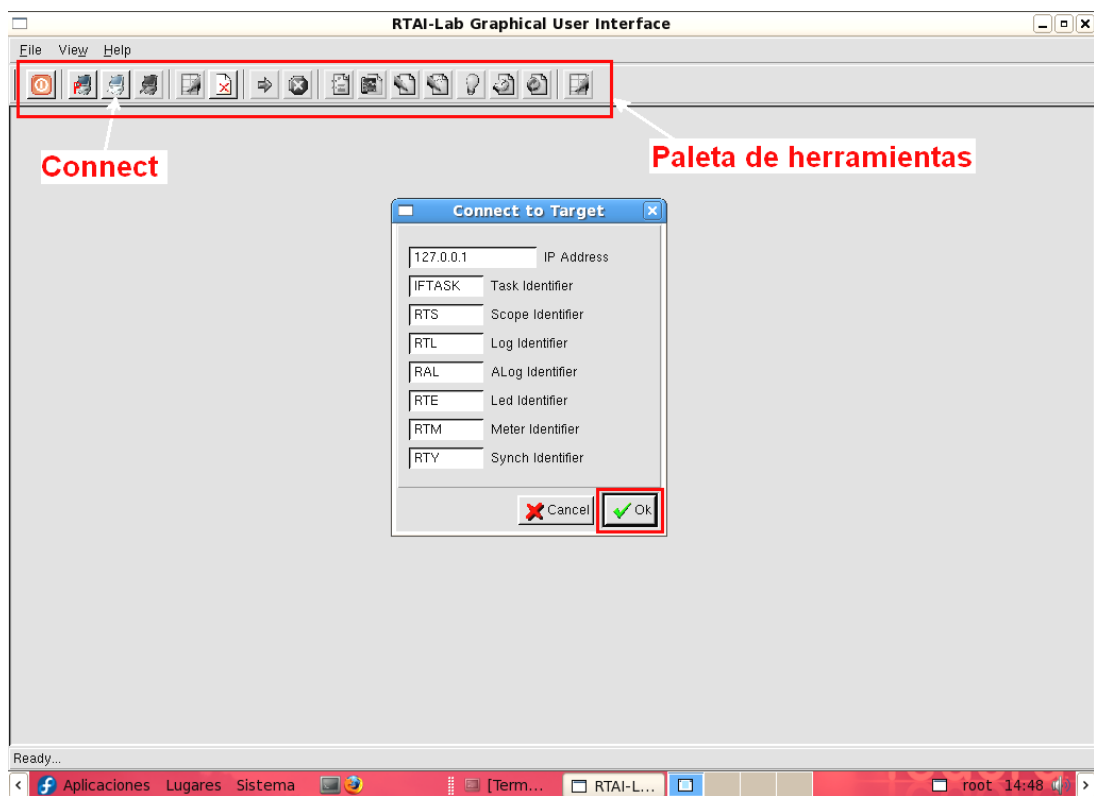 RTAI-Lab Graphical User Interface
File View Help
Connect
Paleta de herramientas
Connect to Target
127.0.0.1 IP Address
IFTASK Task Identifier
RTS Scope Identifier
RTL Log Identifier
RAL ALog Identifier
RTE Led Identifier
RTM Meter Identifier
RTY Synch Identifier
Cancel Ok
Ready...
Aplicaciones Lugares Sistema [Term... RTAI-L... root 14:48